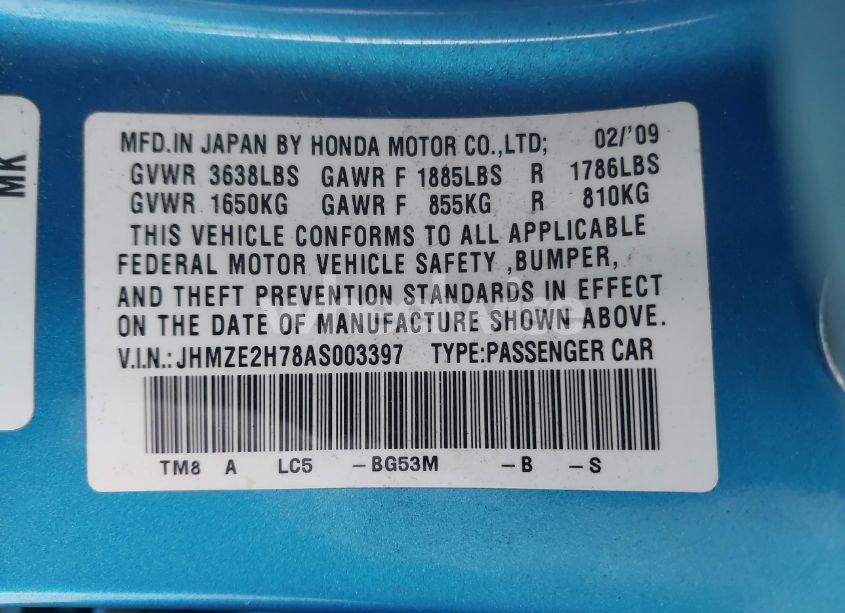 MK
MFD.IN JAPAN BY HONDA MOTOR CO.,LTD; 02/'09
GVWR 3638LBS GAWR F 1885LBS R 1786LBS
GVWR 1650KG GAWR F 855KG R 810KG
THIS VEHICLE CONFORMS TO ALL APPLICABLE
FEDERAL MOTOR VEHICLE SAFETY ,BUMPER,
AND THEFT PREVENTION STANDARDS IN EFFECT
ON THE DATE OF MANUFACTURE SHOWN ABOVE.
V.I.N.:JHMZE2H78AS003397 TYPE:PASSENGER CAR
TM8 A LC5 -BG53M -B -S